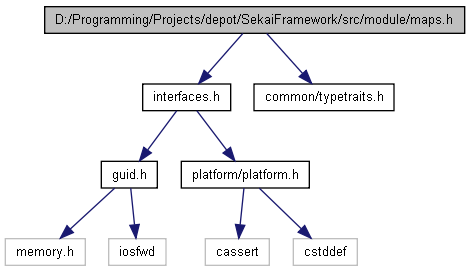 D:/Programming/Projects/depot/SekaiFramework/src/module/maps.h
interfaces.h
common/typetraits.h
guid.h
platform/platform.h
memory.h
iosfwd
cassert
cstddef